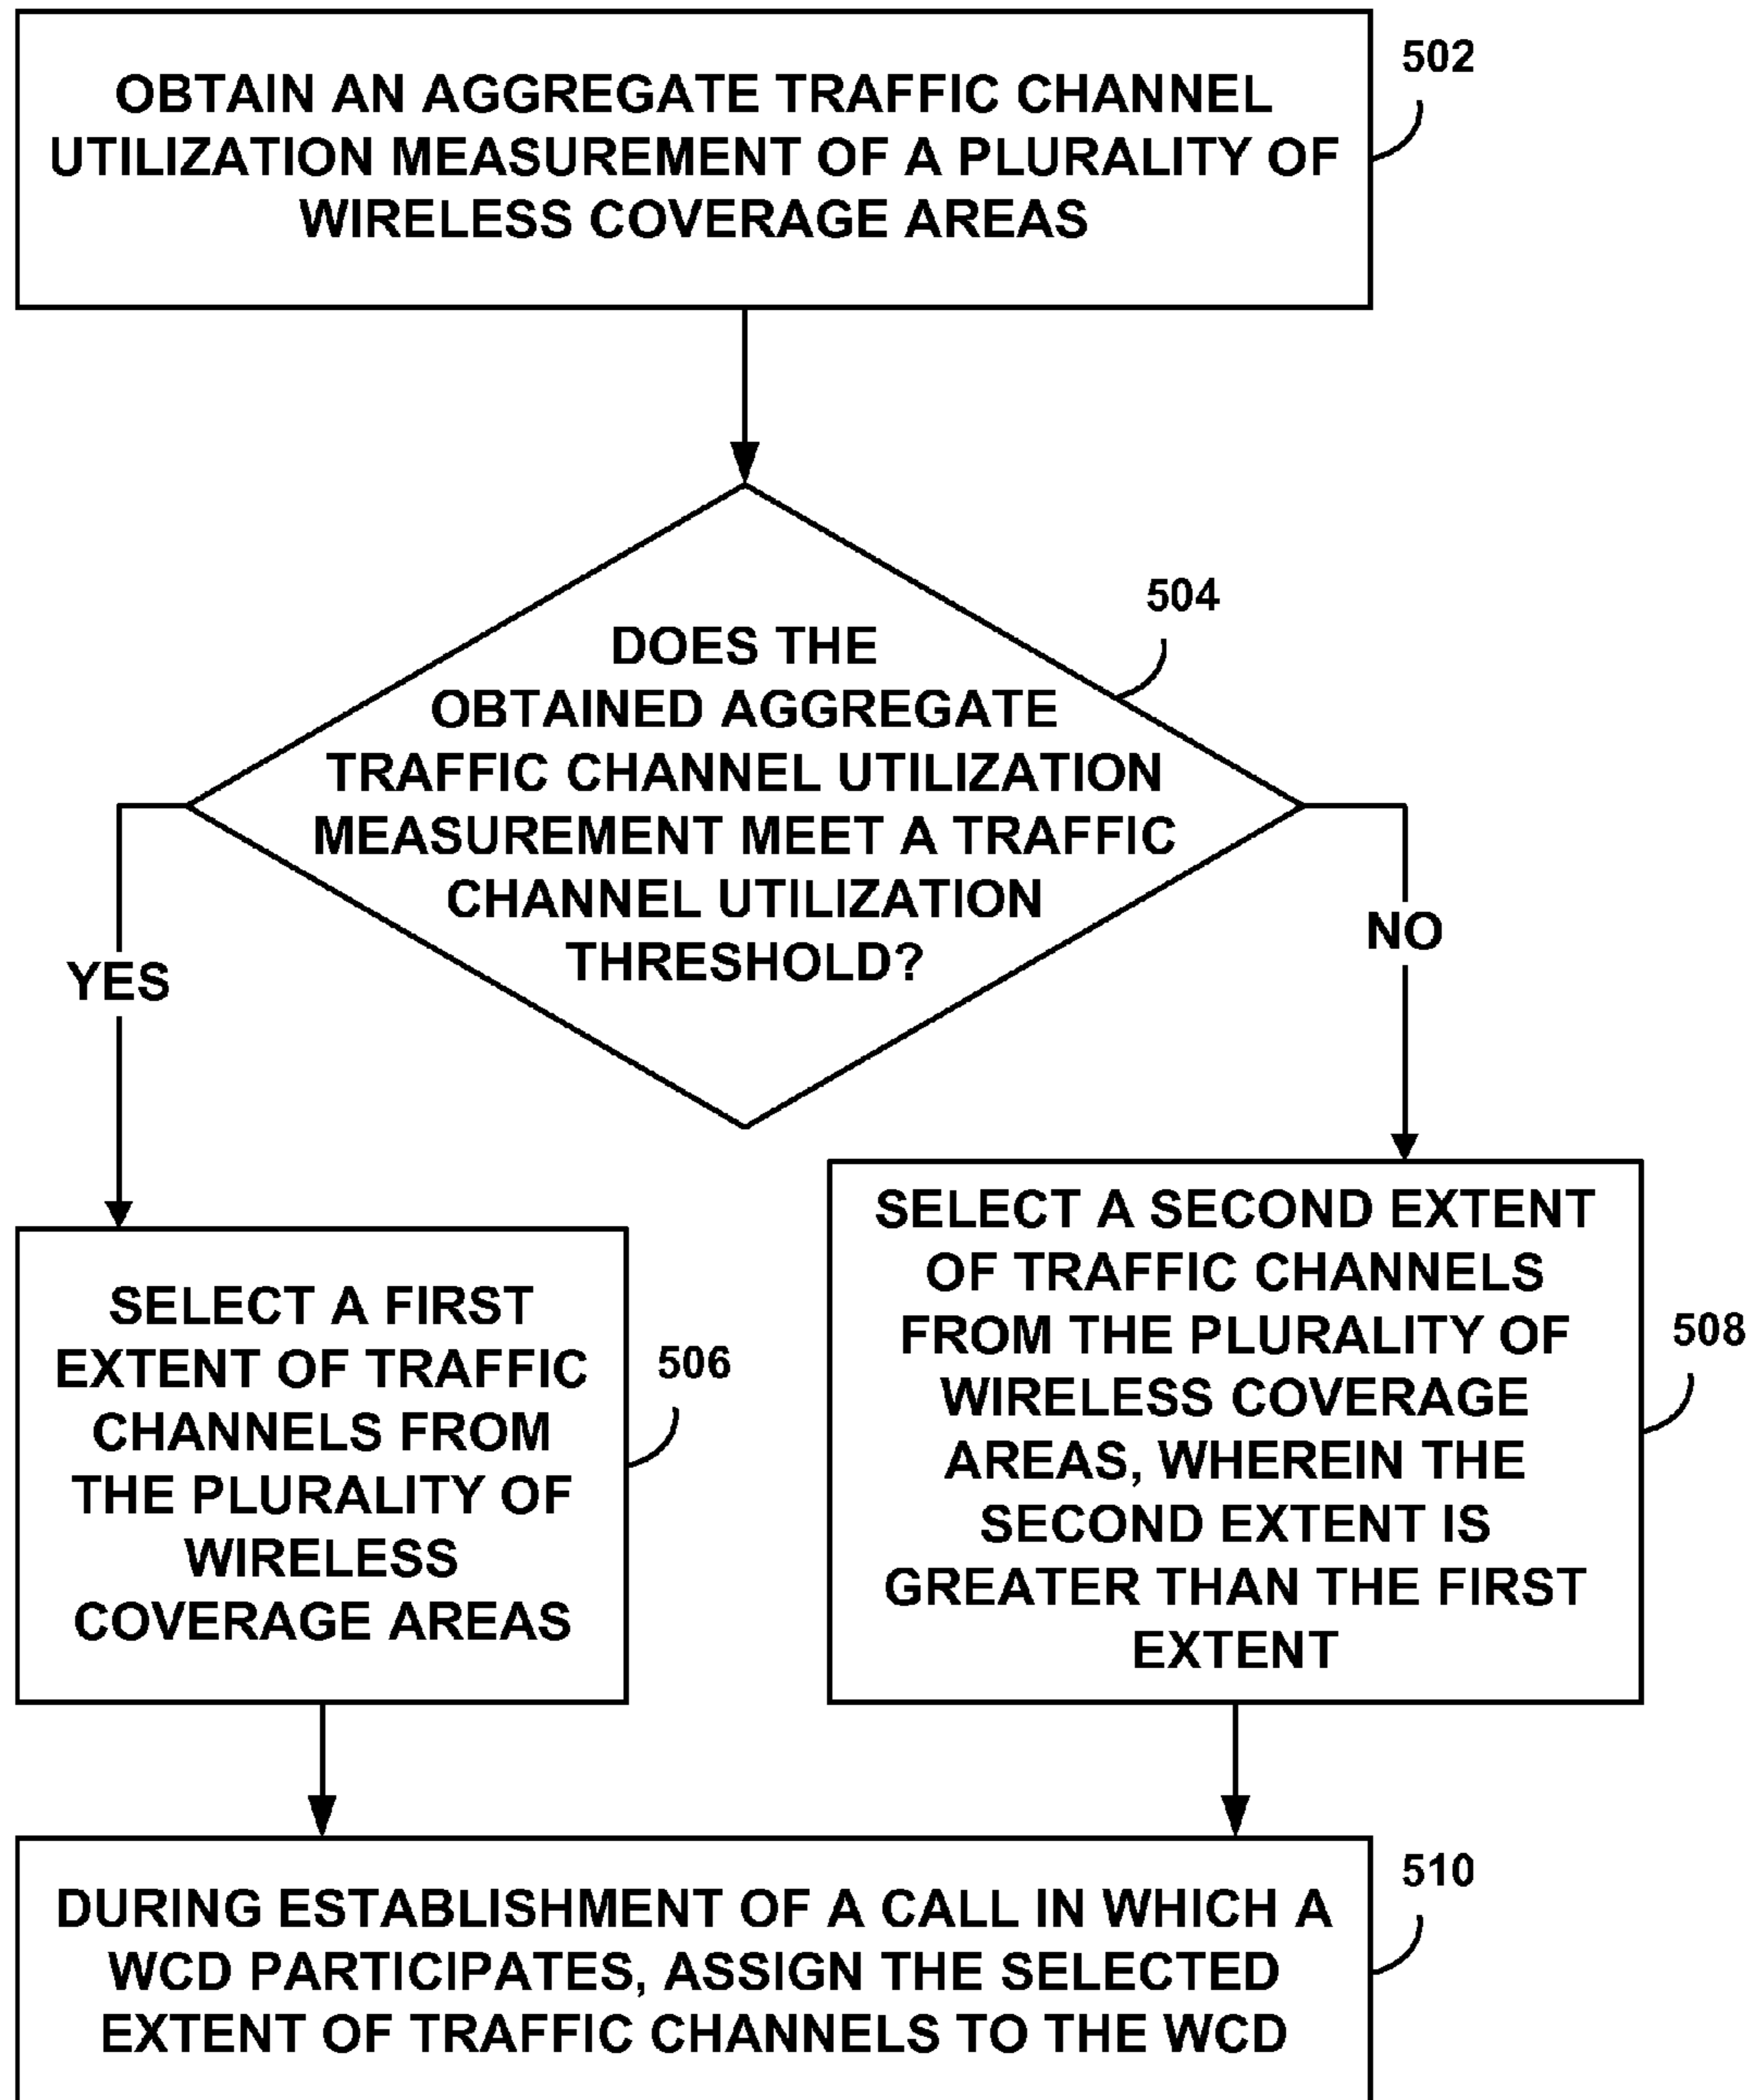 OBTAIN AN AGGREGATE TRAFFIC CHANNEL
UTILIZATION MEASUREMENT OF A PLURALITY OF
WIRELESS COVERAGE AREAS
502
504
DOES THE
OBTAINED AGGREGATE
TRAFFIC CHANNEL UTILIZATION
MEASUREMENT MEET A TRAFFIC
CHANNEL UTILIZATION
THRESHOLD?
YES
NO
SELECT A FIRST
EXTENT OF TRAFFIC
CHANNELS FROM
THE PLURALITY OF
WIRELESS
COVERAGE AREAS
506
SELECT A SECOND EXTENT
OF TRAFFIC CHANNELS
FROM THE PLURALITY OF
WIRELESS COVERAGE
AREAS, WHEREIN THE
SECOND EXTENT IS
GREATER THAN THE FIRST
EXTENT
508
DURING ESTABLISHMENT OF A CALL IN WHICH A
WCD PARTICIPATES, ASSIGN THE SELECTED
EXTENT OF TRAFFIC CHANNELS TO THE WCD
510